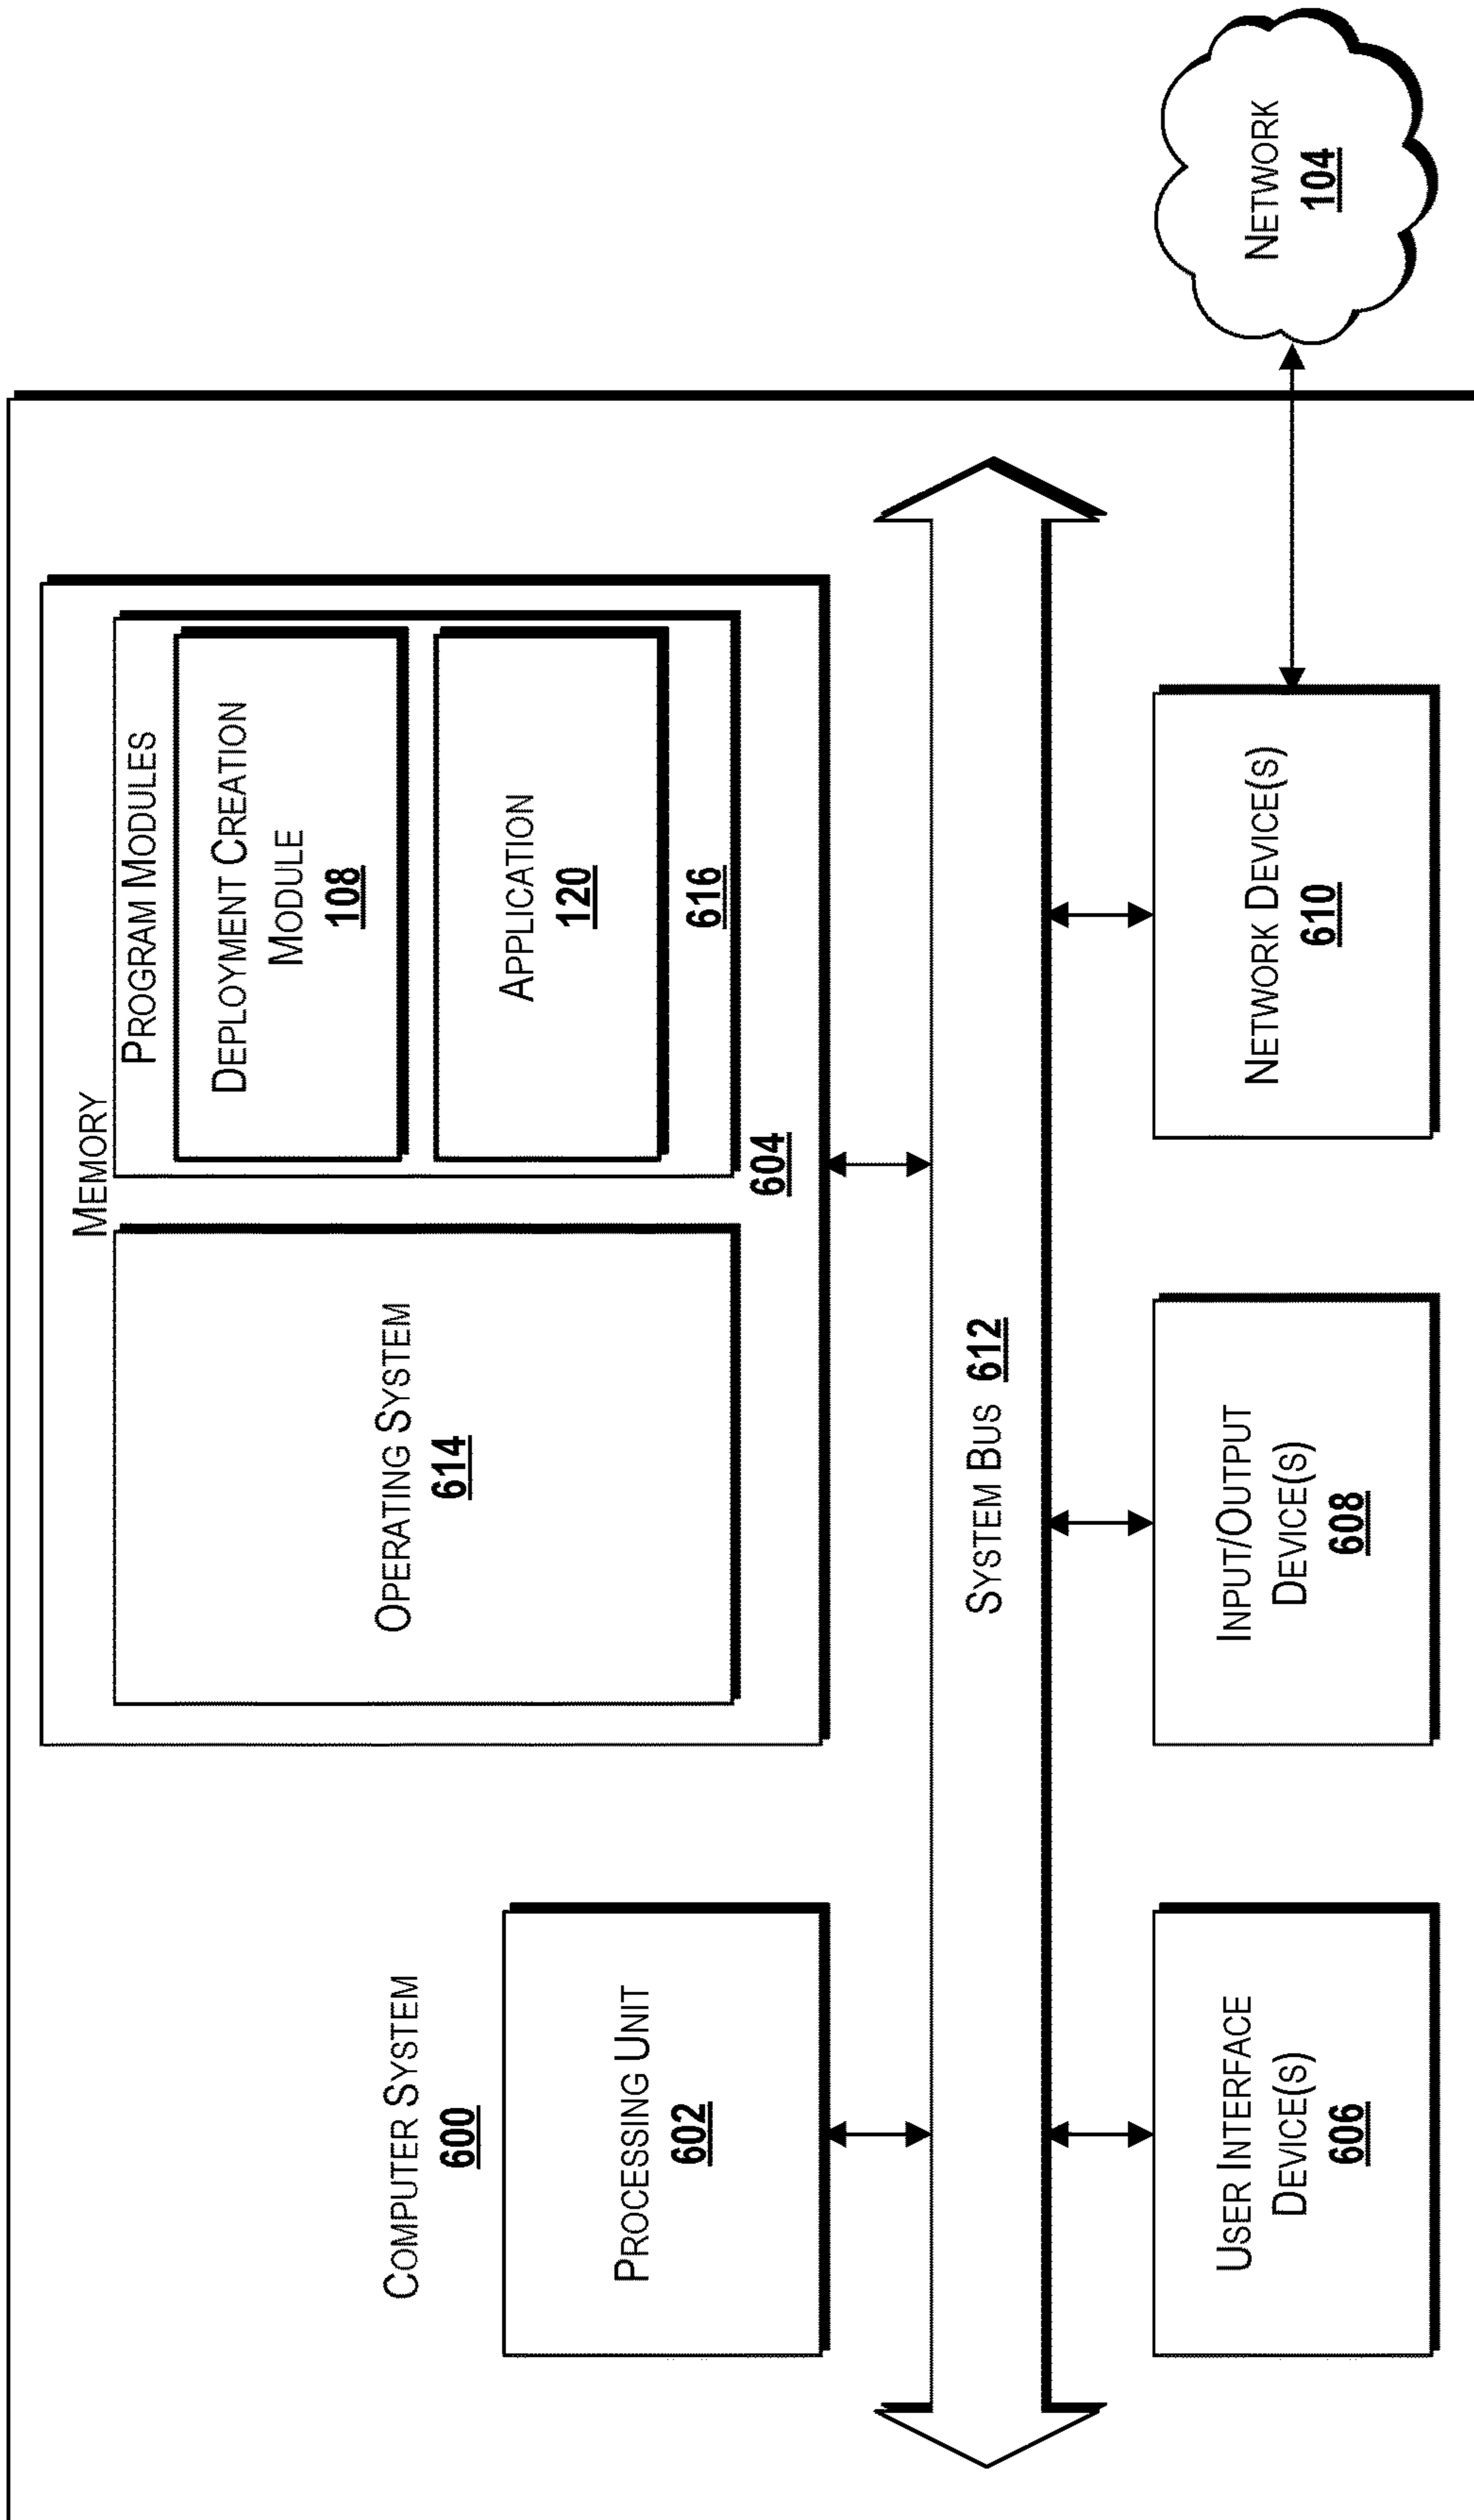 COMPUTER SYSTEM
600
PROCESSING UNIT
602
MEMORY
OPERATING SYSTEM
614
PROGRAM MODULES
DEPLOYMENT CREATION
MODULE
108
APPLICATION
120
616
604
SYSTEM BUS 612
USER INTERFACE
DEVICE(S)
606
INPUT/OUTPUT
DEVICE(S)
608
NETWORK DEVICE(S)
610
NETWORK
104